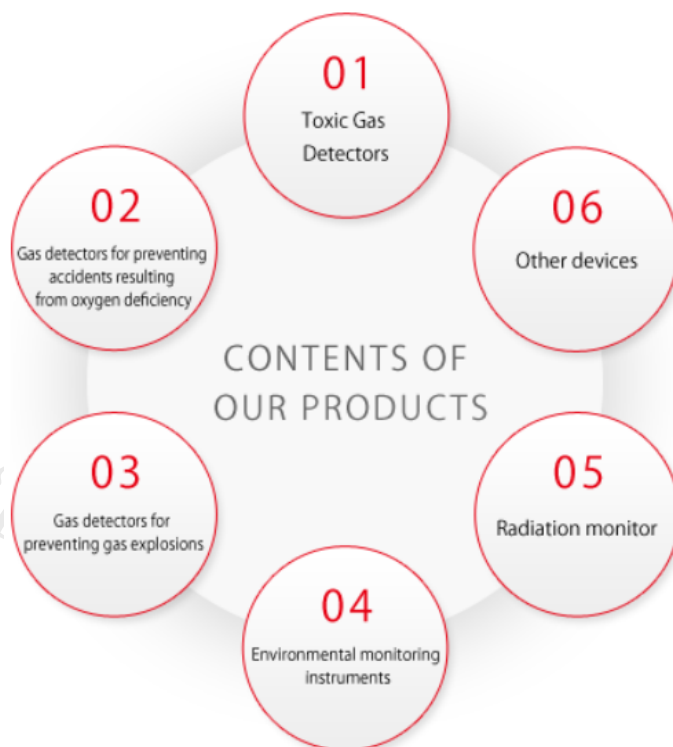 01
Toxic Gas
Detectors
02
Gas detectors for preventing
accidents resulting
from oxygen deficiency
03
Gas detectors for
preventing gas explosions
04
Environmental monitoring
instruments
05
Radiation monitor
06
Other devices
CONTENTS OF
OUR PRODUCTS